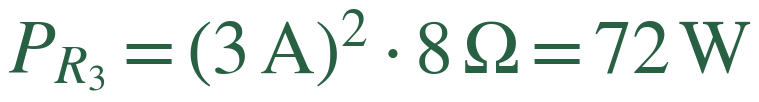 P_{R_3} = (3 A)^2 · 8 Ω = 72 W